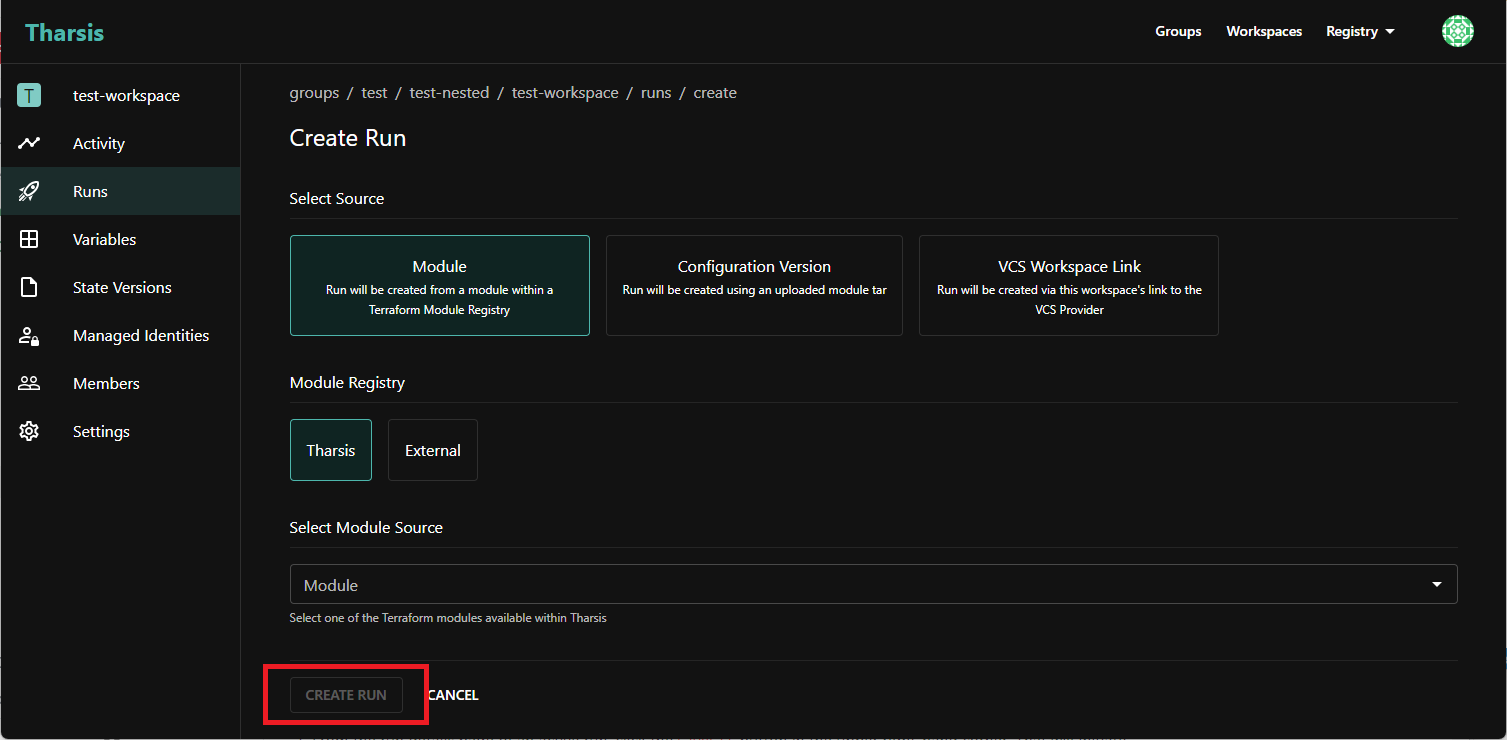 Tharsis
Groups
Workspaces
Registry
T
test-workspace
Activity
Runs
Variables
State Versions
Managed Identities
Members
Settings
groups / test / test-nested / test-workspace / runs / create
Create Run
Select Source
Module
Run will be created from a module within a
Terraform Module Registry
Configuration Version
Run will be created using an uploaded module tar
VCS Workspace Link
Run will be created via this workspace's link to the
VCS Provider
Module Registry
Tharsis
External
Select Module Source
Module
Select one of the Terraform modules available within Tharsis
CREATE RUN
CANCEL